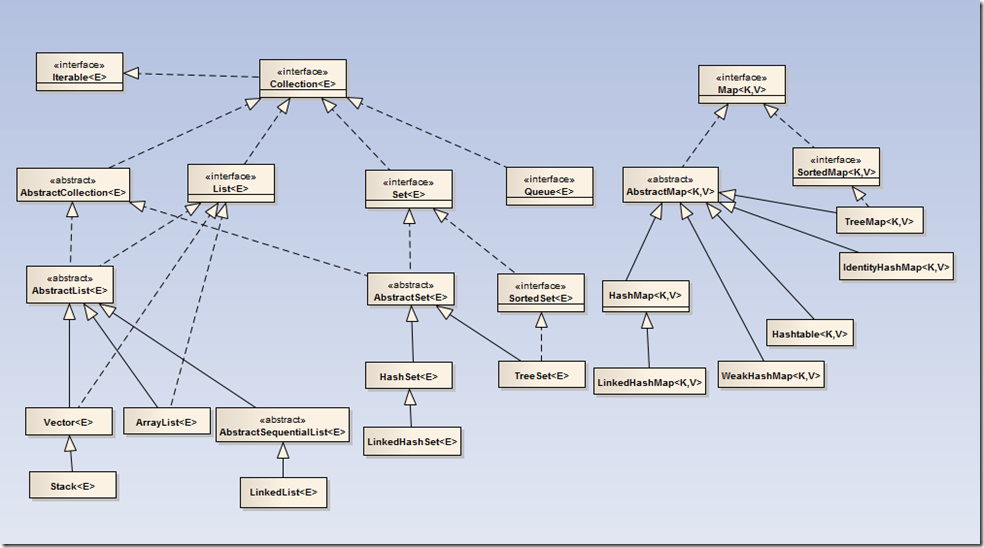 «interface»
Iterable<E>
«interface»
Collection<E>
«interface»
Map<K,V>
«abstract»
AbstractCollection<E>
«interface»
List<E>
«interface»
Set<E>
«interface»
Queue<E>
«abstract»
AbstractMap<K,V>
«interface»
SortedMap<K,V>
TreeMap<K,V>
IdentityHashMap<K,V>
«abstract»
AbstractList<E>
«abstract»
AbstractSet<E>
«interface»
SortedSet<E>
HashMap<K,V>
Hashtable<K,V>
HashSet<E>
TreeSet<E>
LinkedHashMap<K,V>
WeakHashMap<K,V>
Vector<E>
ArrayList<E>
«abstract»
AbstractSequentialList<E>
LinkedHashSet<E>
Stack<E>
LinkedList<E>